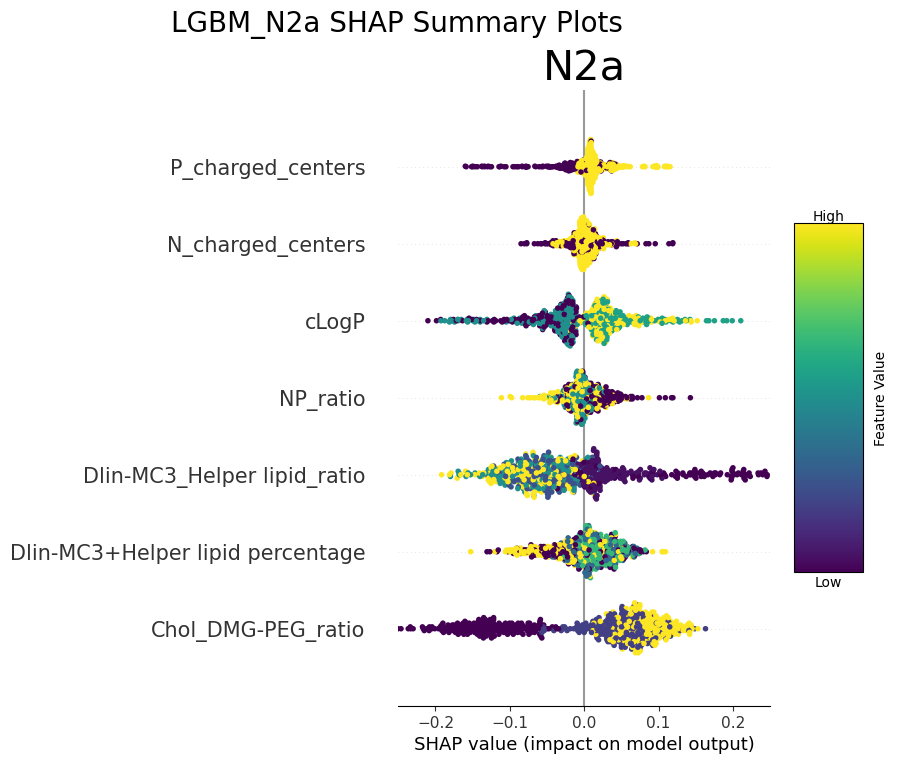 LGBM_N2a SHAP Summary Plots
N2a
P_charged_centers
N_charged_centers
cLogP
NP_ratio
Dlin-MC3_Helper lipid_ratio
Dlin-MC3+Helper lipid percentage
Chol_DMG-PEG_ratio
−0.2 −0.1 0.0 0.1 0.2
SHAP value (impact on model output)
High
Feature Value
Low